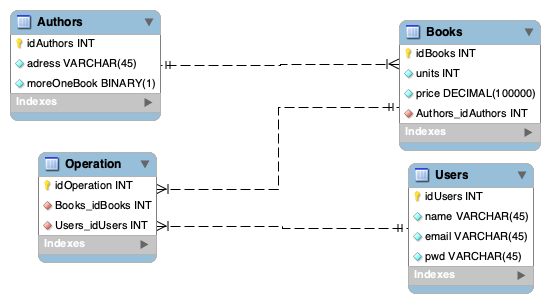 Authors
idAuthors INT
adress VARCHAR(45)
moreOneBook BINARY(1)
Indexes
Books
idBooks INT
units INT
price DECIMAL(100000)
Authors_idAuthors INT
Indexes
Operation
idOperation INT
Books_idBooks INT
Users_idUsers INT
Indexes
Users
idUsers INT
name VARCHAR(45)
email VARCHAR(45)
pwd VARCHAR(45)
Indexes